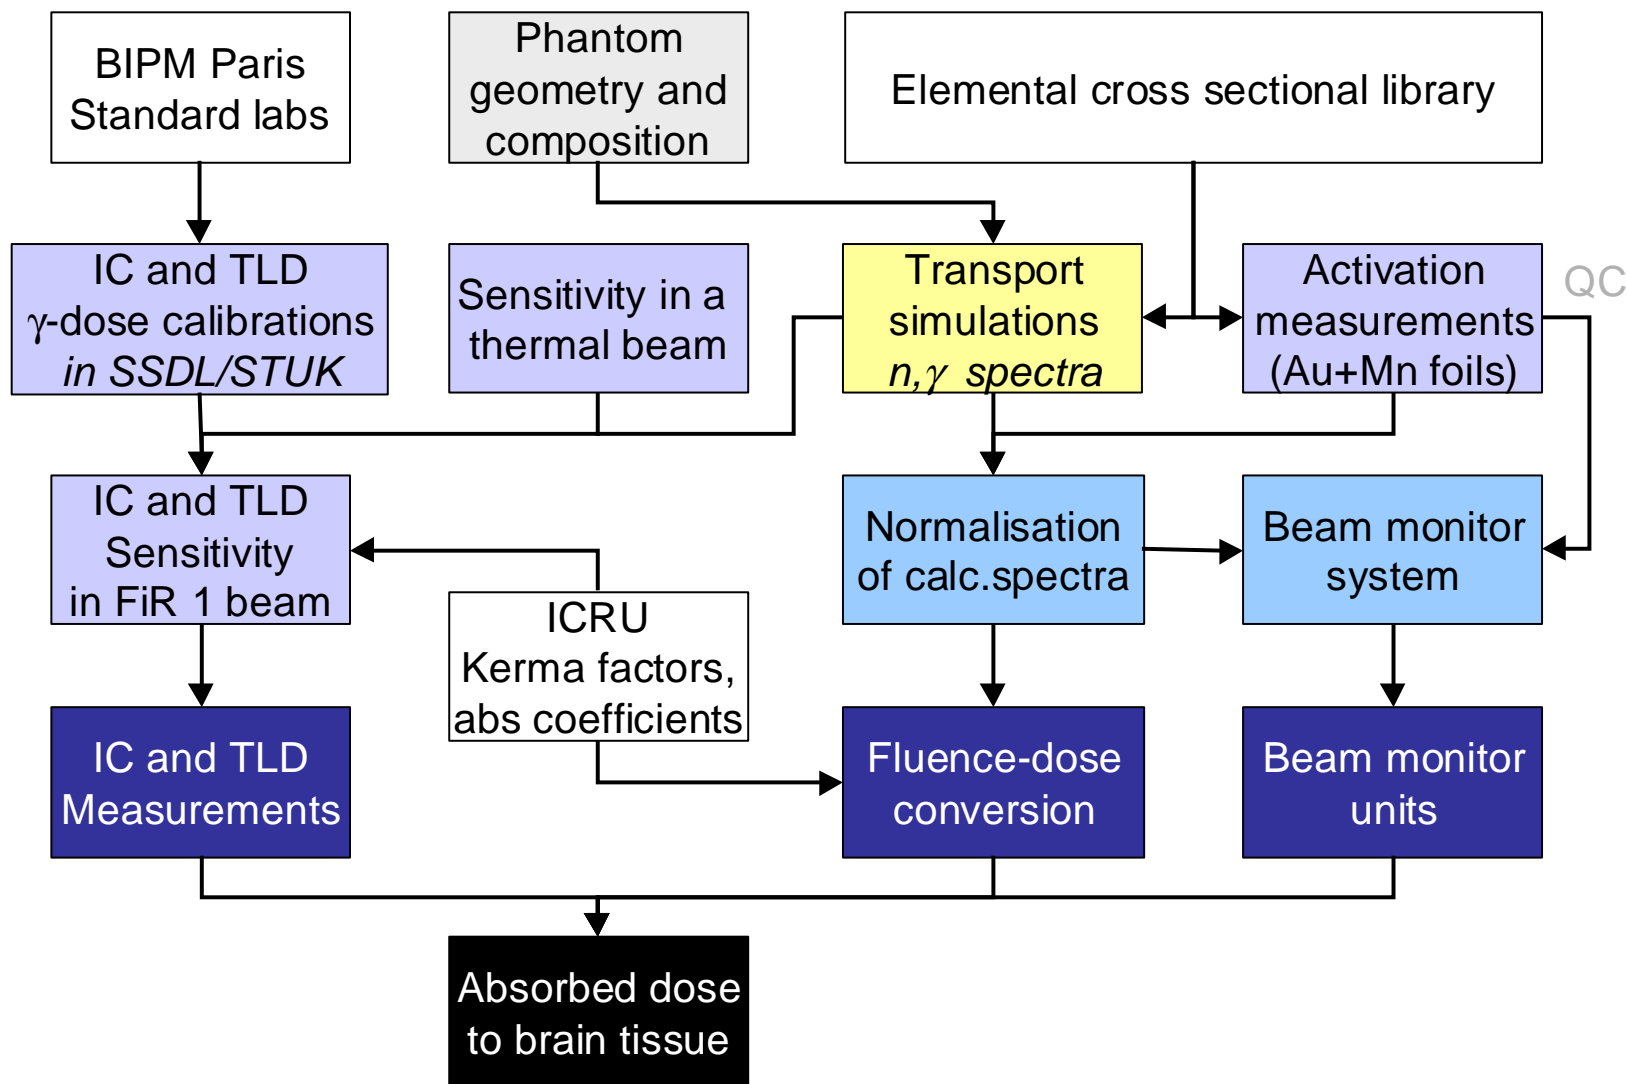 BIPM Paris
Standard labs
Phantom
geometry and
composition
Elemental cross sectional library
IC and TLD
γ-dose calibrations
in SSDL/STUK
Sensitivity in a
thermal beam
Transport
simulations
n,γ spectra
Activation
measurements
(Au+Mn foils)
QC
IC and TLD
Sensitivity
in FiR 1 beam
ICRU
Kerma factors,
abs coefficients
Normalisation
of calc.spectra
Beam monitor
system
IC and TLD
Measurements
Fluence-dose
conversion
Beam monitor
units
Absorbed dose
to brain tissue